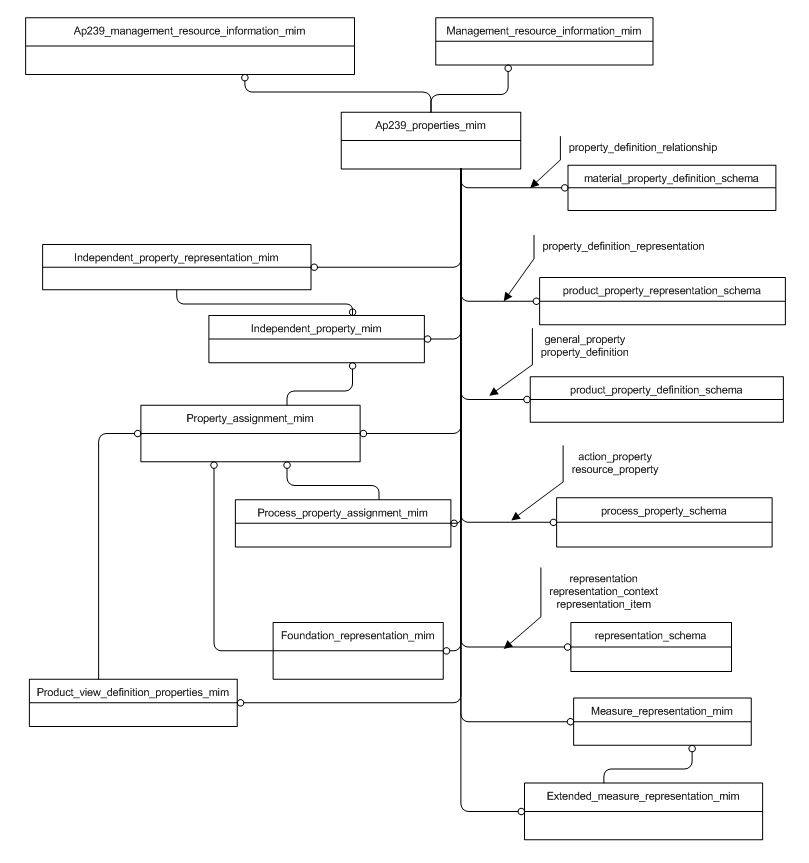 Ap239_management_resource_information_mim
Management_resource_information_mim
Ap239_properties_mim
property_definition_relationship
material_property_definition_schema
property_definition_representation
Independent_property_representation_mim
product_property_representation_schema
Independent_property_mim
general_property
property_definition
product_property_definition_schema
Property_assignment_mim
action_property
resource_property
Process_property_assignment_mim
process_property_schema
representation
representation_context
representation_item
Foundation_representation_mim
representation_schema
Product_view_definition_properties_mim
Measure_representation_mim
Extended_measure_representation_mim